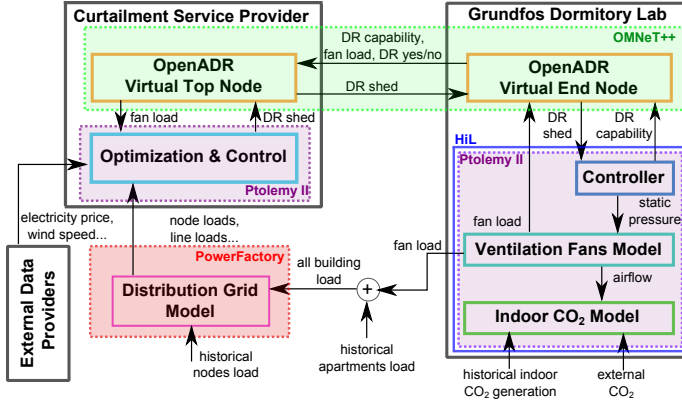 Curtailment Service Provider
Grundfos Dormitory Lab
OMNeT++
DR capability,
fan load, DR yes/no
OpenADR
Virtual Top Node
OpenADR
Virtual End Node
DR shed
fan load
DR shed
DR
shed
DR
capability
HiL
Ptolemy II
Optimization & Control
Ptolemy II
Controller
static
pressure
electricity price,
wind speed...
node loads,
line loads...
fan load
fan load
Ventilation Fans Model
PowerFactory
all building
load
airflow
External Data
Providers
Distribution Grid
Model
+
Indoor CO₂ Model
historical
nodes load
historical
apartments load
historical indoor
CO₂ generation
external
CO₂